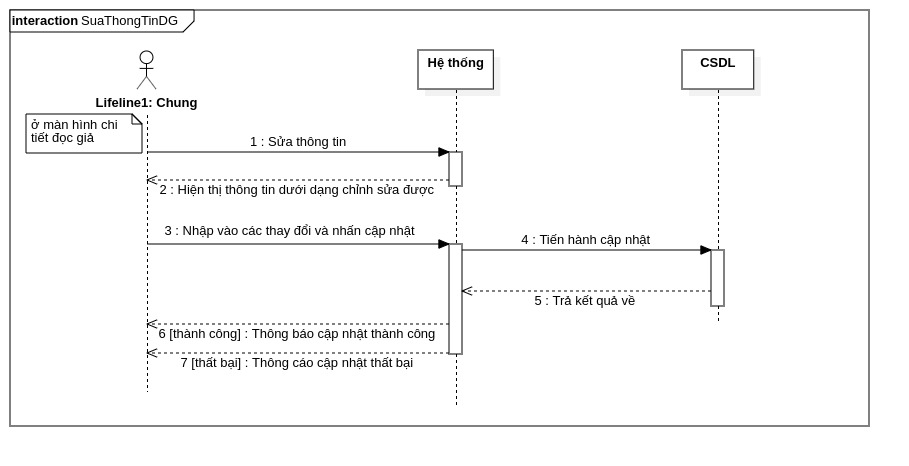 interaction SuaThongTinDG
Hệ thống
CSDL
Lifeline1: Chung
ở màn hình chi
tiết đọc giả
1 : Sửa thông tin
2 : Hiện thị thông tin dưới dạng chỉnh sửa được
3 : Nhập vào các thay đổi và nhấn cập nhật
4 : Tiến hành cập nhật
5 : Trả kết quả về
6 [thành công] : Thông báo cập nhật thành công
7 [thất bại] : Thông cáo cập nhật thất bại